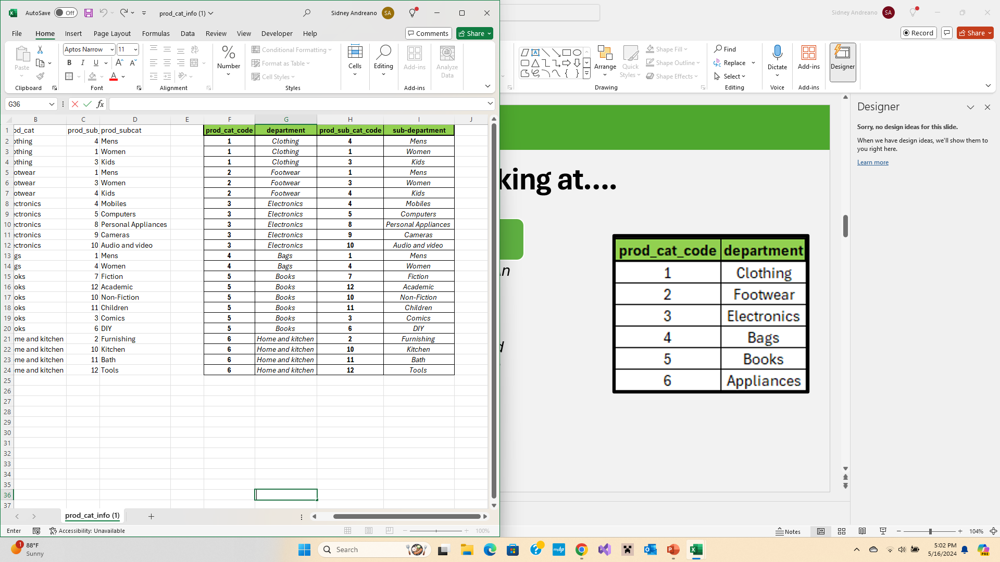 AutoSave Off prod_cat_info (1) Sidney Andreano SA
File Home Insert Page Layout Formulas Data Review View Developer Help Comments Share
Paste
Clipboard
Aptos Narrow 11
B I U A A
A
Font
ab
Alignment
% Number
Conditional Formatting
Format as Table
Cell Styles
Styles
Cells
Editing
Add-ins
Add-ins
Analyze Data
G36 fx
B C D E F G H I J
1 od_cat prod_sub_ prod_subcat prod_cat_code department prod_sub_cat_code sub-department
2 othing 4 Mens 1 Clothing 4 Mens
3 othing 1 Women 1 Clothing 1 Women
4 othing 3 Kids 1 Clothing 3 Kids
5 otwear 1 Mens 2 Footwear 1 Mens
6 otwear 3 Women 2 Footwear 3 Women
7 otwear 4 Kids 2 Footwear 4 Kids
8 ectronics 4 Mobiles 3 Electronics 4 Mobiles
9 ectronics 5 Computers 3 Electronics 5 Computers
10 ectronics 8 Personal Appliances 3 Electronics 8 Personal Appliances
11 ectronics 9 Cameras 3 Electronics 9 Cameras
12 ectronics 10 Audio and video 3 Electronics 10 Audio and video
13 gs 1 Mens 4 Bags 1 Mens
14 gs 4 Women 4 Bags 4 Women
15 oks 7 Fiction 5 Books 7 Fiction
16 oks 12 Academic 5 Books 12 Academic
17 oks 10 Non-Fiction 5 Books 10 Non-Fiction
18 oks 11 Children 5 Books 11 Children
19 oks 3 Comics 5 Books 3 Comics
20 oks 6 DIY 5 Books 6 DIY
21 me and kitchen 2 Furnishing 6 Home and kitchen 2 Furnishing
22 me and kitchen 10 Kitchen 6 Home and kitchen 10 Kitchen
23 me and kitchen 11 Bath 6 Home and kitchen 11 Bath
24 me and kitchen 12 Tools 6 Home and kitchen 12 Tools
25
26
27
28
29
30
31
32
33
34
35
36
37
prod_cat_info (1)
Enter Accessibility: Unavailable 100%
Sidney Andreano SA
Record Share
Arrange
Quick Styles
Shape Fill
Shape Outline
Shape Effects
Drawing
Find
Replace
Select
Editing
Dictate
Voice
Add-ins
Add-ins
Designer
king at....
prod_cat_code department
1 Clothing
2 Footwear
3 Electronics
4 Bags
5 Books
6 Appliances
Designer
Sorry, no design ideas for this slide.
When we have design ideas, we'll show them to
you right here.
Learn more
Notes 104%
1 88°F
Sunny
Search
myhp
PRE
5:02 PM
5/16/2024